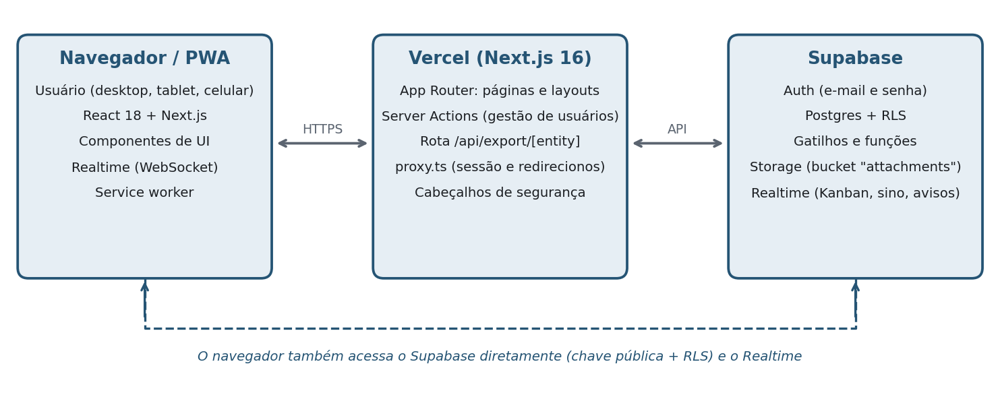 Navegador / PWA
Usuário (desktop, tablet, celular)
React 18 + Next.js
Componentes de UI
Realtime (WebSocket)
Service worker
HTTPS
Vercel (Next.js 16)
App Router: páginas e layouts
Server Actions (gestão de usuários)
Rota /api/export/[entity]
proxy.ts (sessão e redirecionos)
Cabeçalhos de segurança
API
Supabase
Auth (e-mail e senha)
Postgres + RLS
Gatilhos e funções
Storage (bucket "attachments")
Realtime (Kanban, sino, avisos)
O navegador também acessa o Supabase diretamente (chave pública + RLS) e o Realtime